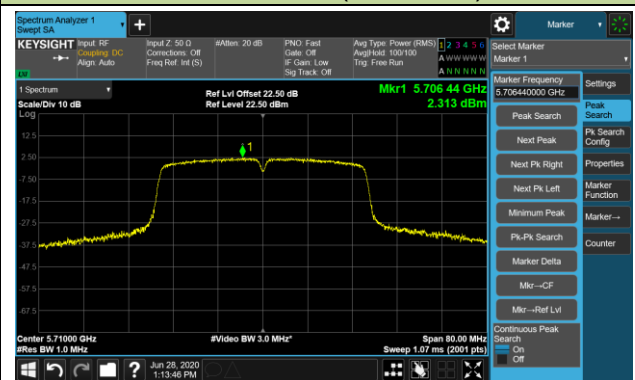 Spectrum Analyzer 1
Swept SA
Marker
KEYSIGHT
Input: RF
Coupling: DC
Align: Auto
Input Z: 50 Ω
Corrections: Off
Freq Ref: Int (S)
#Atten: 20 dB
PNO: Fast
Gate: Off
IF Gain: Low
Sig Track: Off
Avg Type: Power (RMS)
Avg|Hold: 100/100
Trig: Free Run
1 2 3 4 5 6
A W W W W W
A N N N N N
Select Marker
Marker 1
1 Spectrum
Scale/Div 10 dB
Log
Ref Lvl Offset 22.50 dB
Ref Level 22.50 dBm
Mkr1 5.706 44 GHz
2.313 dBm
12.5
2.50
-7.50
-17.5
-27.5
-37.5
-47.5
-57.5
-67.5
1
Center 5.71000 GHz
#Res BW 1.0 MHz
#Video BW 3.0 MHz*
Span 80.00 MHz
Sweep 1.07 ms (2001 pts)
Marker Frequency
5.706440000 GHz
Peak Search
Next Peak
Next Pk Right
Next Pk Left
Minimum Peak
Pk-Pk Search
Marker Delta
Mkr→CF
Mkr→Ref Lvl
Continuous Peak
Search
On
Off
Settings
Peak
Search
Pk Search
Config
Properties
Marker
Function
Marker→
Counter
Jun 28, 2020
1:13:46 PM